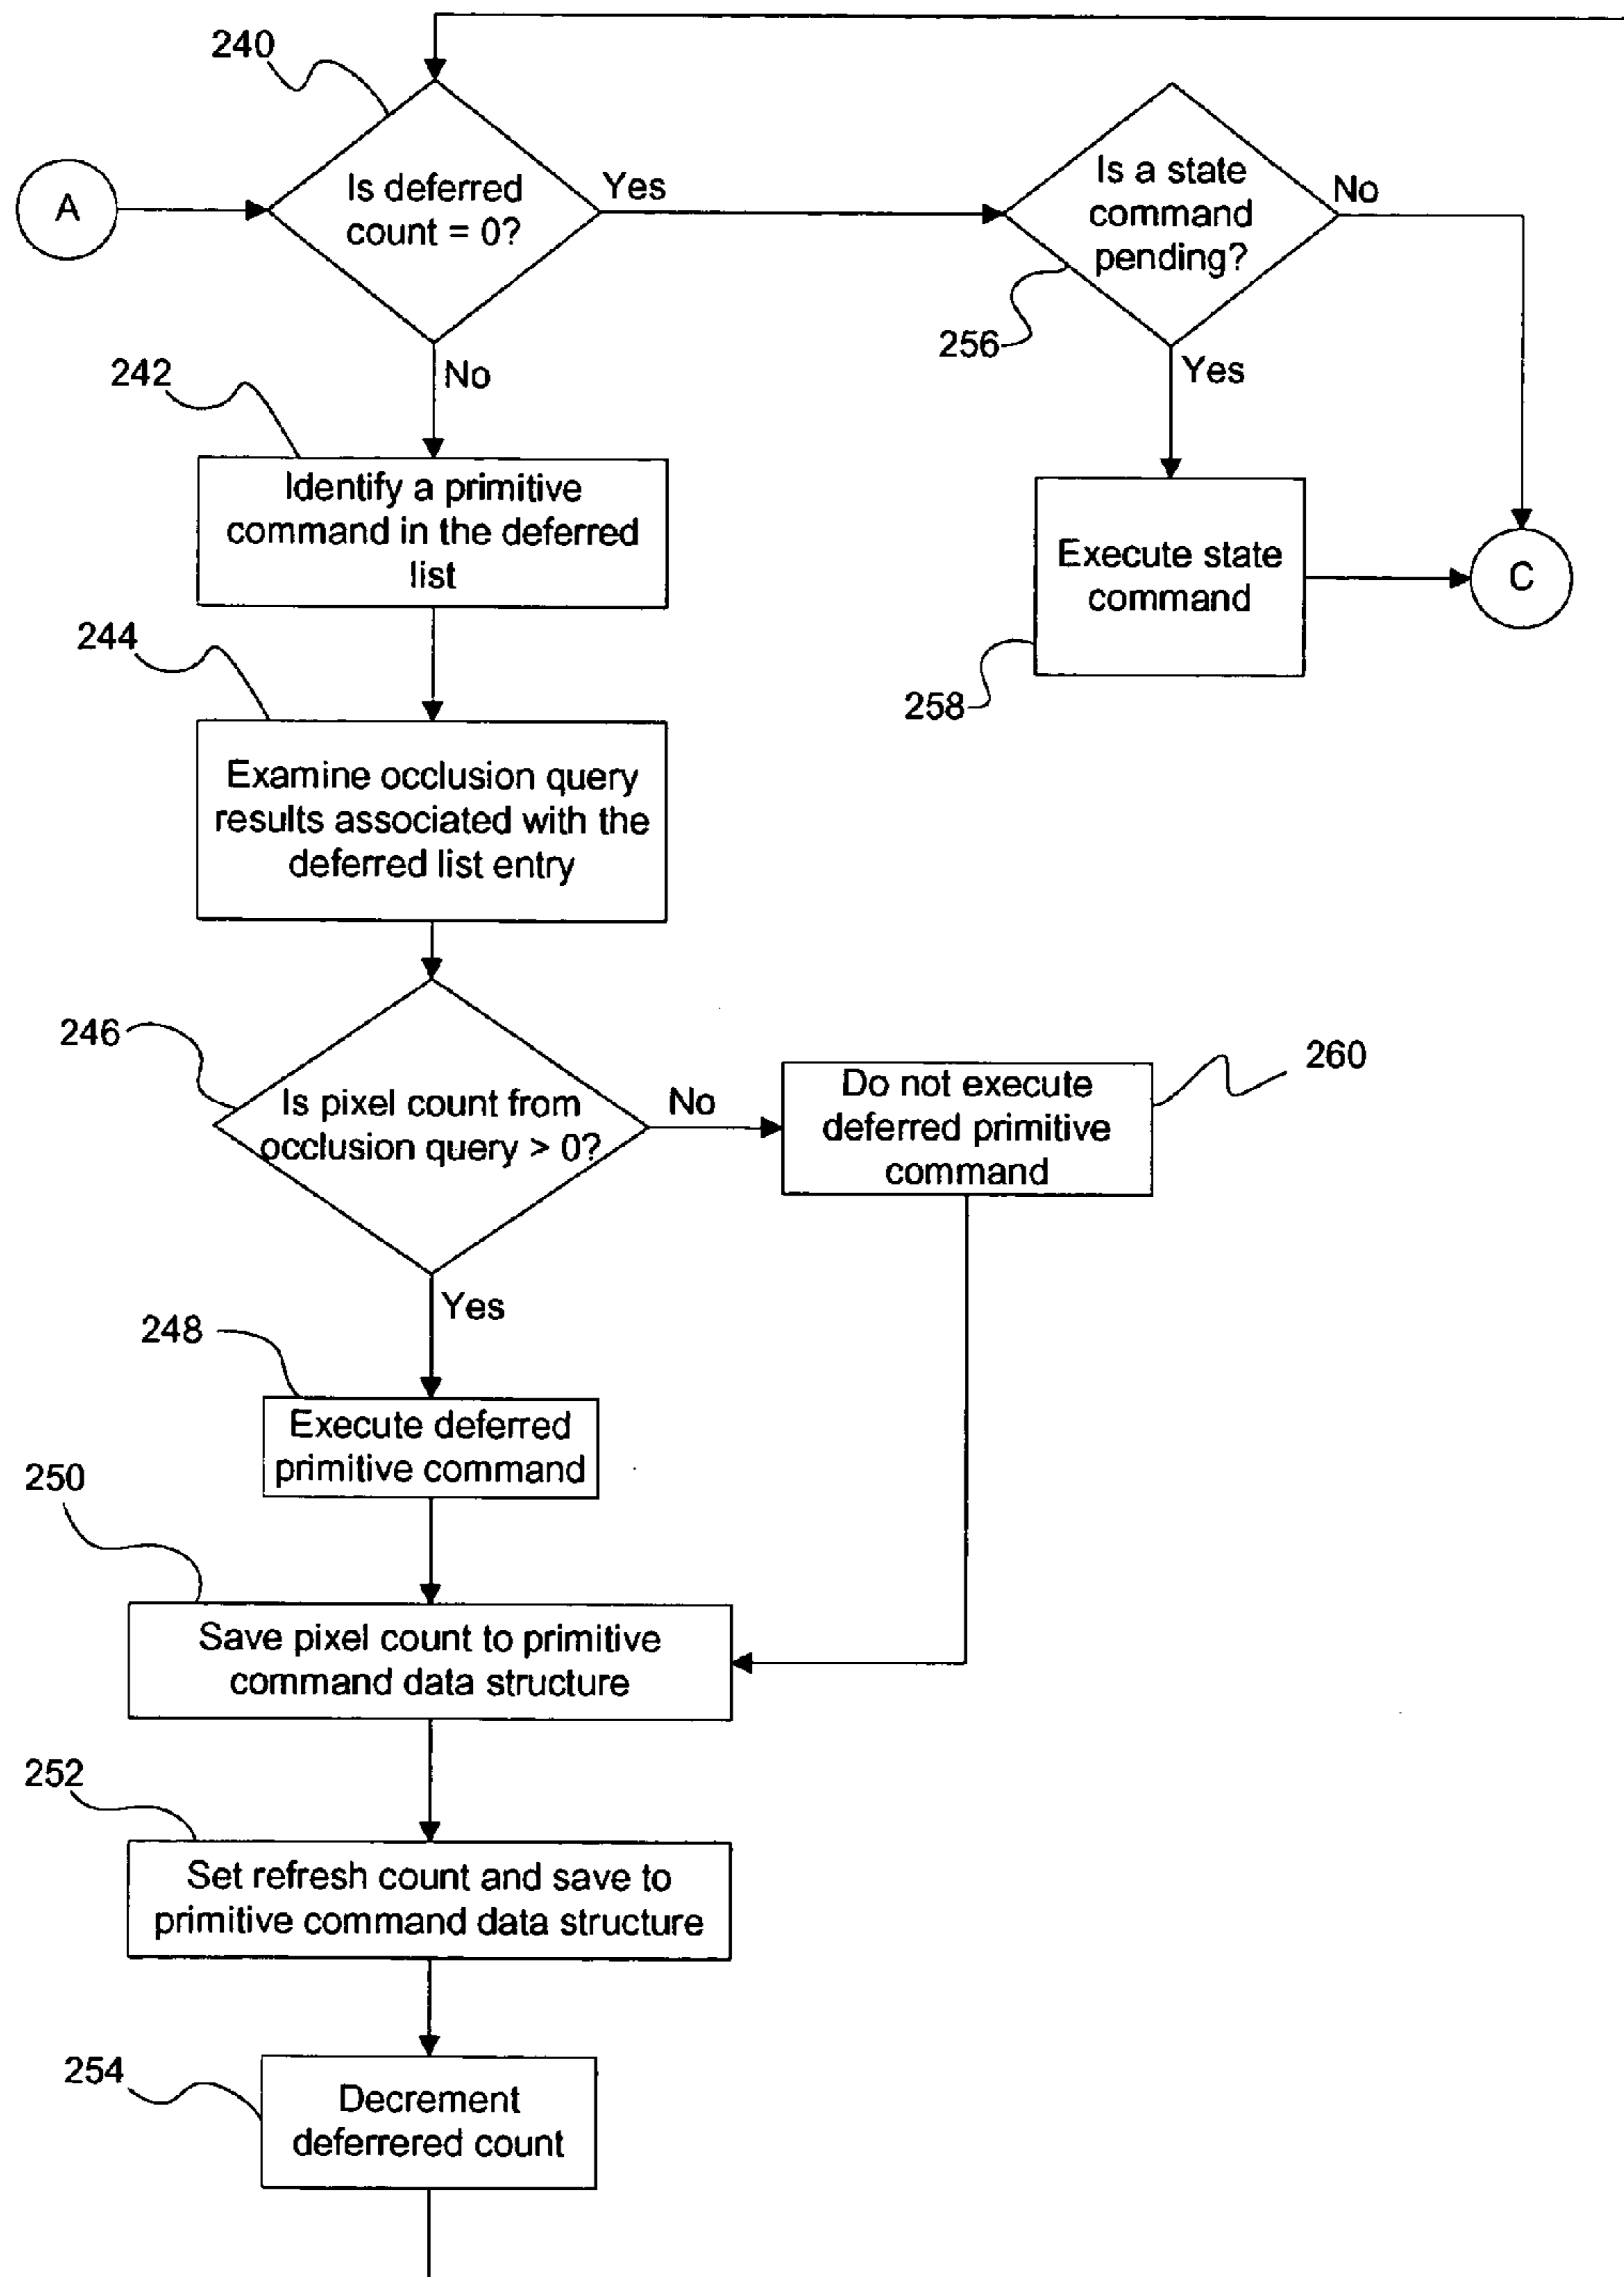 240
A
Is deferred
count = 0?
Yes
Is a state
command
pending?
No
256
Yes
242
No
Identify a primitive
command in the deferred
list
Execute state
command
C
258
244
Examine occlusion query
results associated with the
deferred list entry
246
Is pixel count from
occlusion query > 0?
No
Do not execute
deferred primitive
command
260
Yes
248
Execute deferred
primitive command
250
Save pixel count to primitive
command data structure
252
Set refresh count and save to
primitive command data structure
254
Decrement
deferrered count